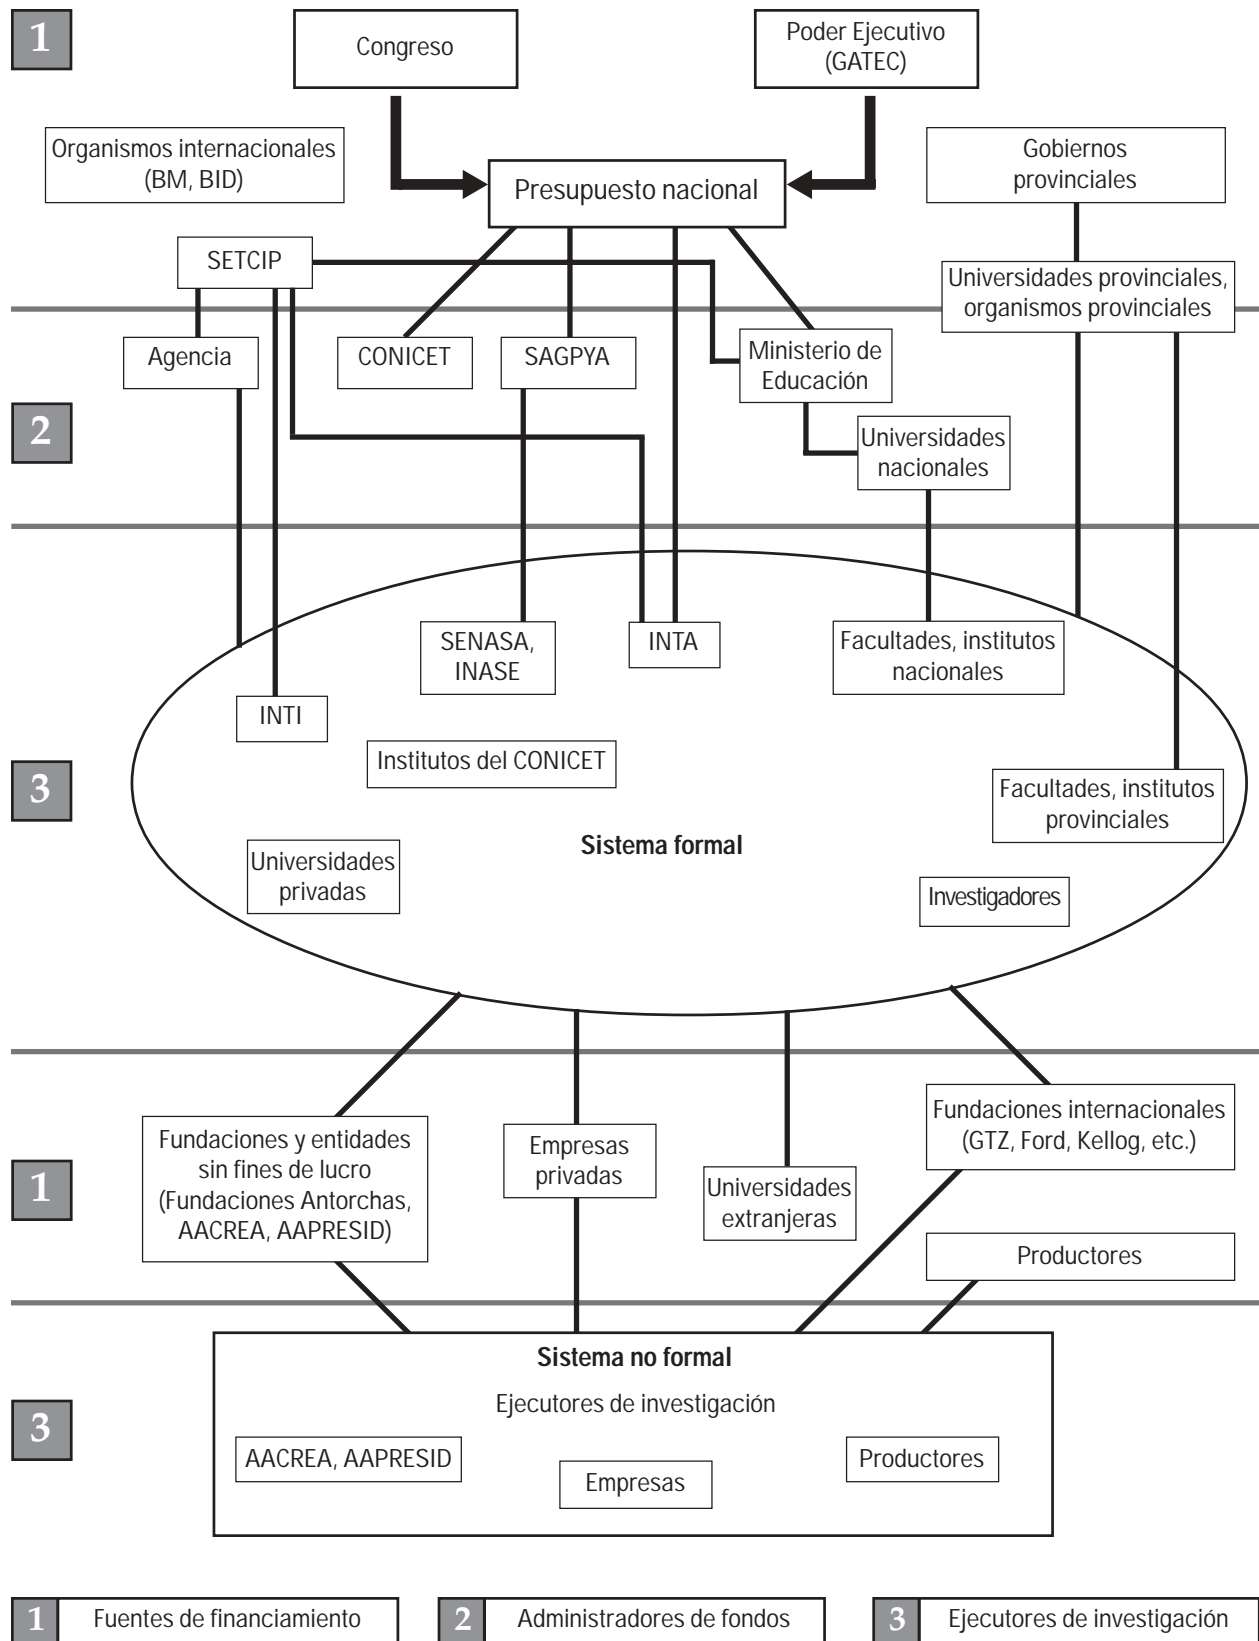 1
Congreso
Poder Ejecutivo
(GATEC)
Organismos internacionales
(BM, BID)
Gobiernos
provinciales
Presupuesto nacional
SETCIP
Universidades provinciales,
organismos provinciales
Agencia
CONICET
SAGPYA
Ministerio de
Educación
2
Universidades
nacionales
SENASA,
INASE
INTA
Facultades, institutos
nacionales
INTI
Institutos del CONICET
3
Facultades, institutos
provinciales
Sistema formal
Universidades
privadas
Investigadores
Fundaciones y entidades
sin fines de lucro
(Fundaciones Antorchas,
AACREA, AAPRESID)
Empresas
privadas
Fundaciones internacionales
(GTZ, Ford, Kellog, etc.)
1
Universidades
extranjeras
Productores
Sistema no formal
Ejecutores de investigación
3
AACREA, AAPRESID
Empresas
Productores
1 Fuentes de financiamiento
2 Administradores de fondos
3 Ejecutores de investigación